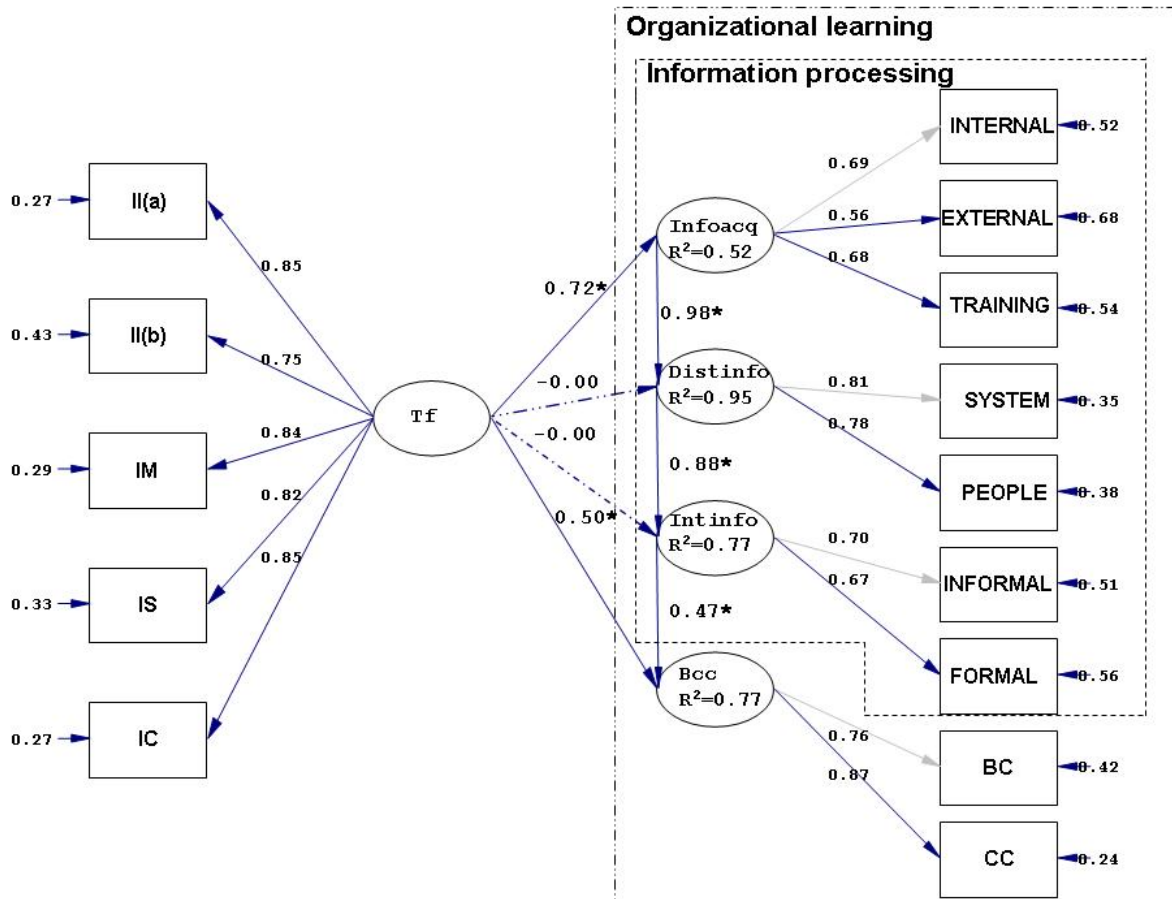 Organizational learning
Information processing
INTERNAL
0.52
0.69
0.27
II(a)
EXTERNAL
0.68
0.56
Infoacq
R²=0.52
0.85
0.68
0.72*
TRAINING
0.54
0.98*
0.43
II(b)
0.75
-0.00
Distinfo
R²=0.95
0.81
SYSTEM
0.35
Tf
0.78
-0.00
0.84
0.29
IM
0.88*
PEOPLE
0.38
0.82
0.50*
Intinfo
R²=0.77
0.70
0.85
0.67
INFORMAL
0.51
0.33
IS
0.47*
Bcc
R²=0.77
FORMAL
0.56
0.27
IC
0.76
0.87
BC
0.42
CC
0.24